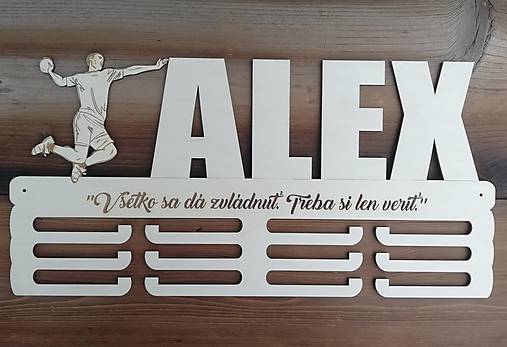 ALEX
"Všetko sa dá zvládnuť. Treba si len veriť."